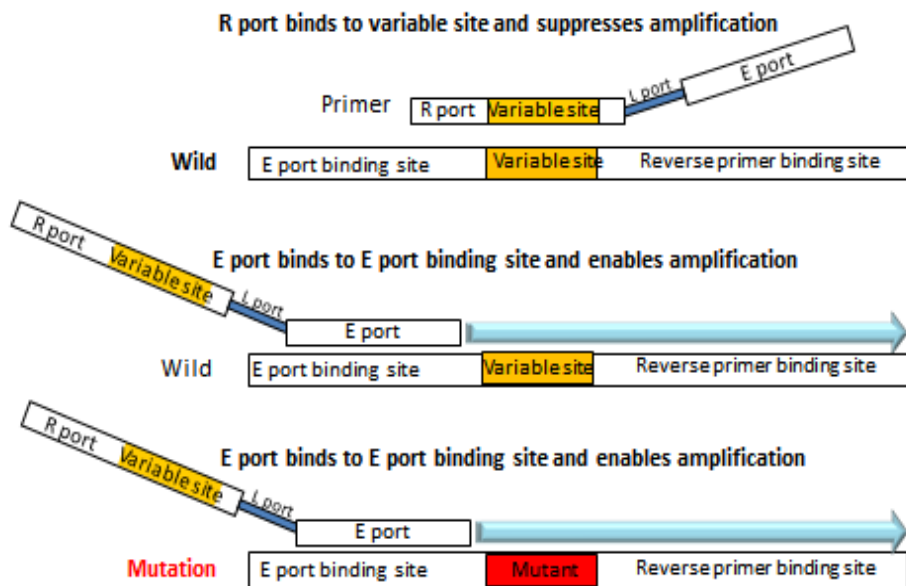 R port binds to variable site and suppresses amplification
E port
L port
Primer R port Variable site
Wild E port binding site Variable site Reverse primer binding site
R port
Variable site
E port binds to E port binding site and enables amplification
L port
E port
Wild E port binding site Variable site Reverse primer binding site
R port
Variable site
E port binds to E port binding site and enables amplification
L port
E port
Mutation E port binding site Mutant Reverse primer binding site